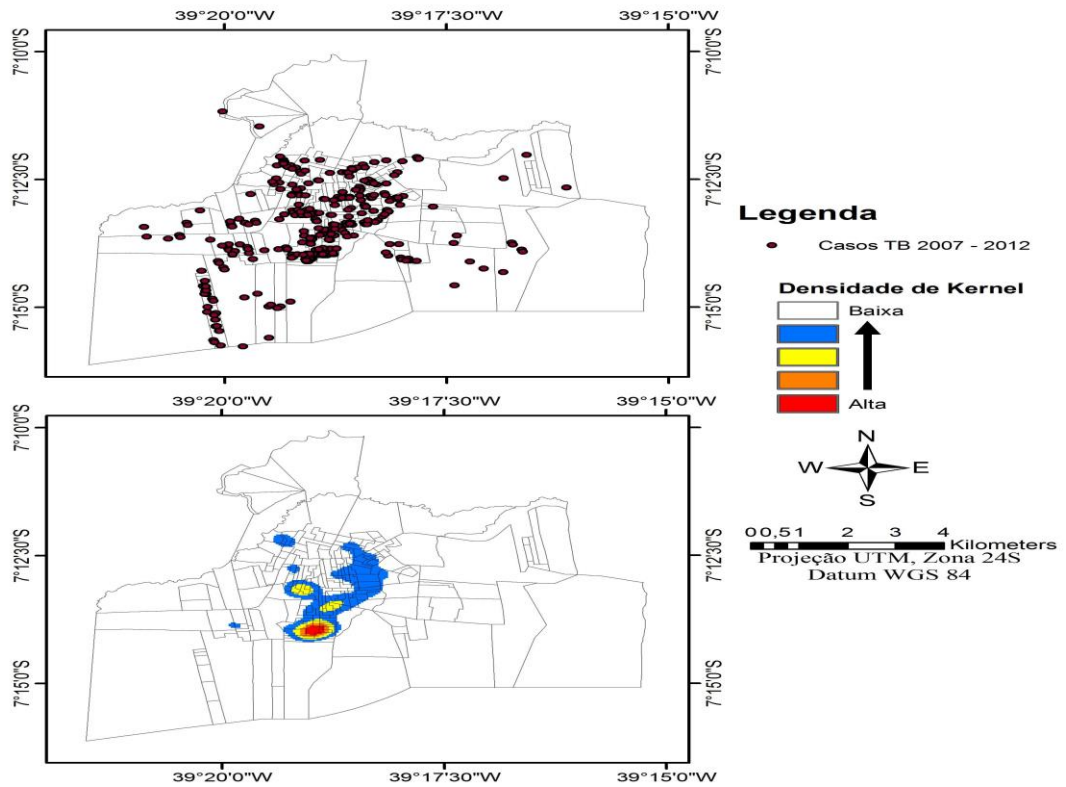 39°20'0"W 39°17'30"W 39°15'0"W
7°10'0"S
7°10'0"S
7°12'30"S
7°12'30"S
7°15'0"S
7°15'0"S
39°20'0"W 39°17'30"W 39°15'0"W
7°10'0"S
7°10'0"S
7°12'30"S
7°12'30"S
7°15'0"S
7°15'0"S
39°20'0"W 39°17'30"W 39°15'0"W
Legenda
Casos TB 2007 - 2012
Densidade de Kernel
Baixa
Alta
N
W E
S
0 0,5 1 2 3 4
Kilometers
Projeção UTM, Zona 24S
Datum WGS 84